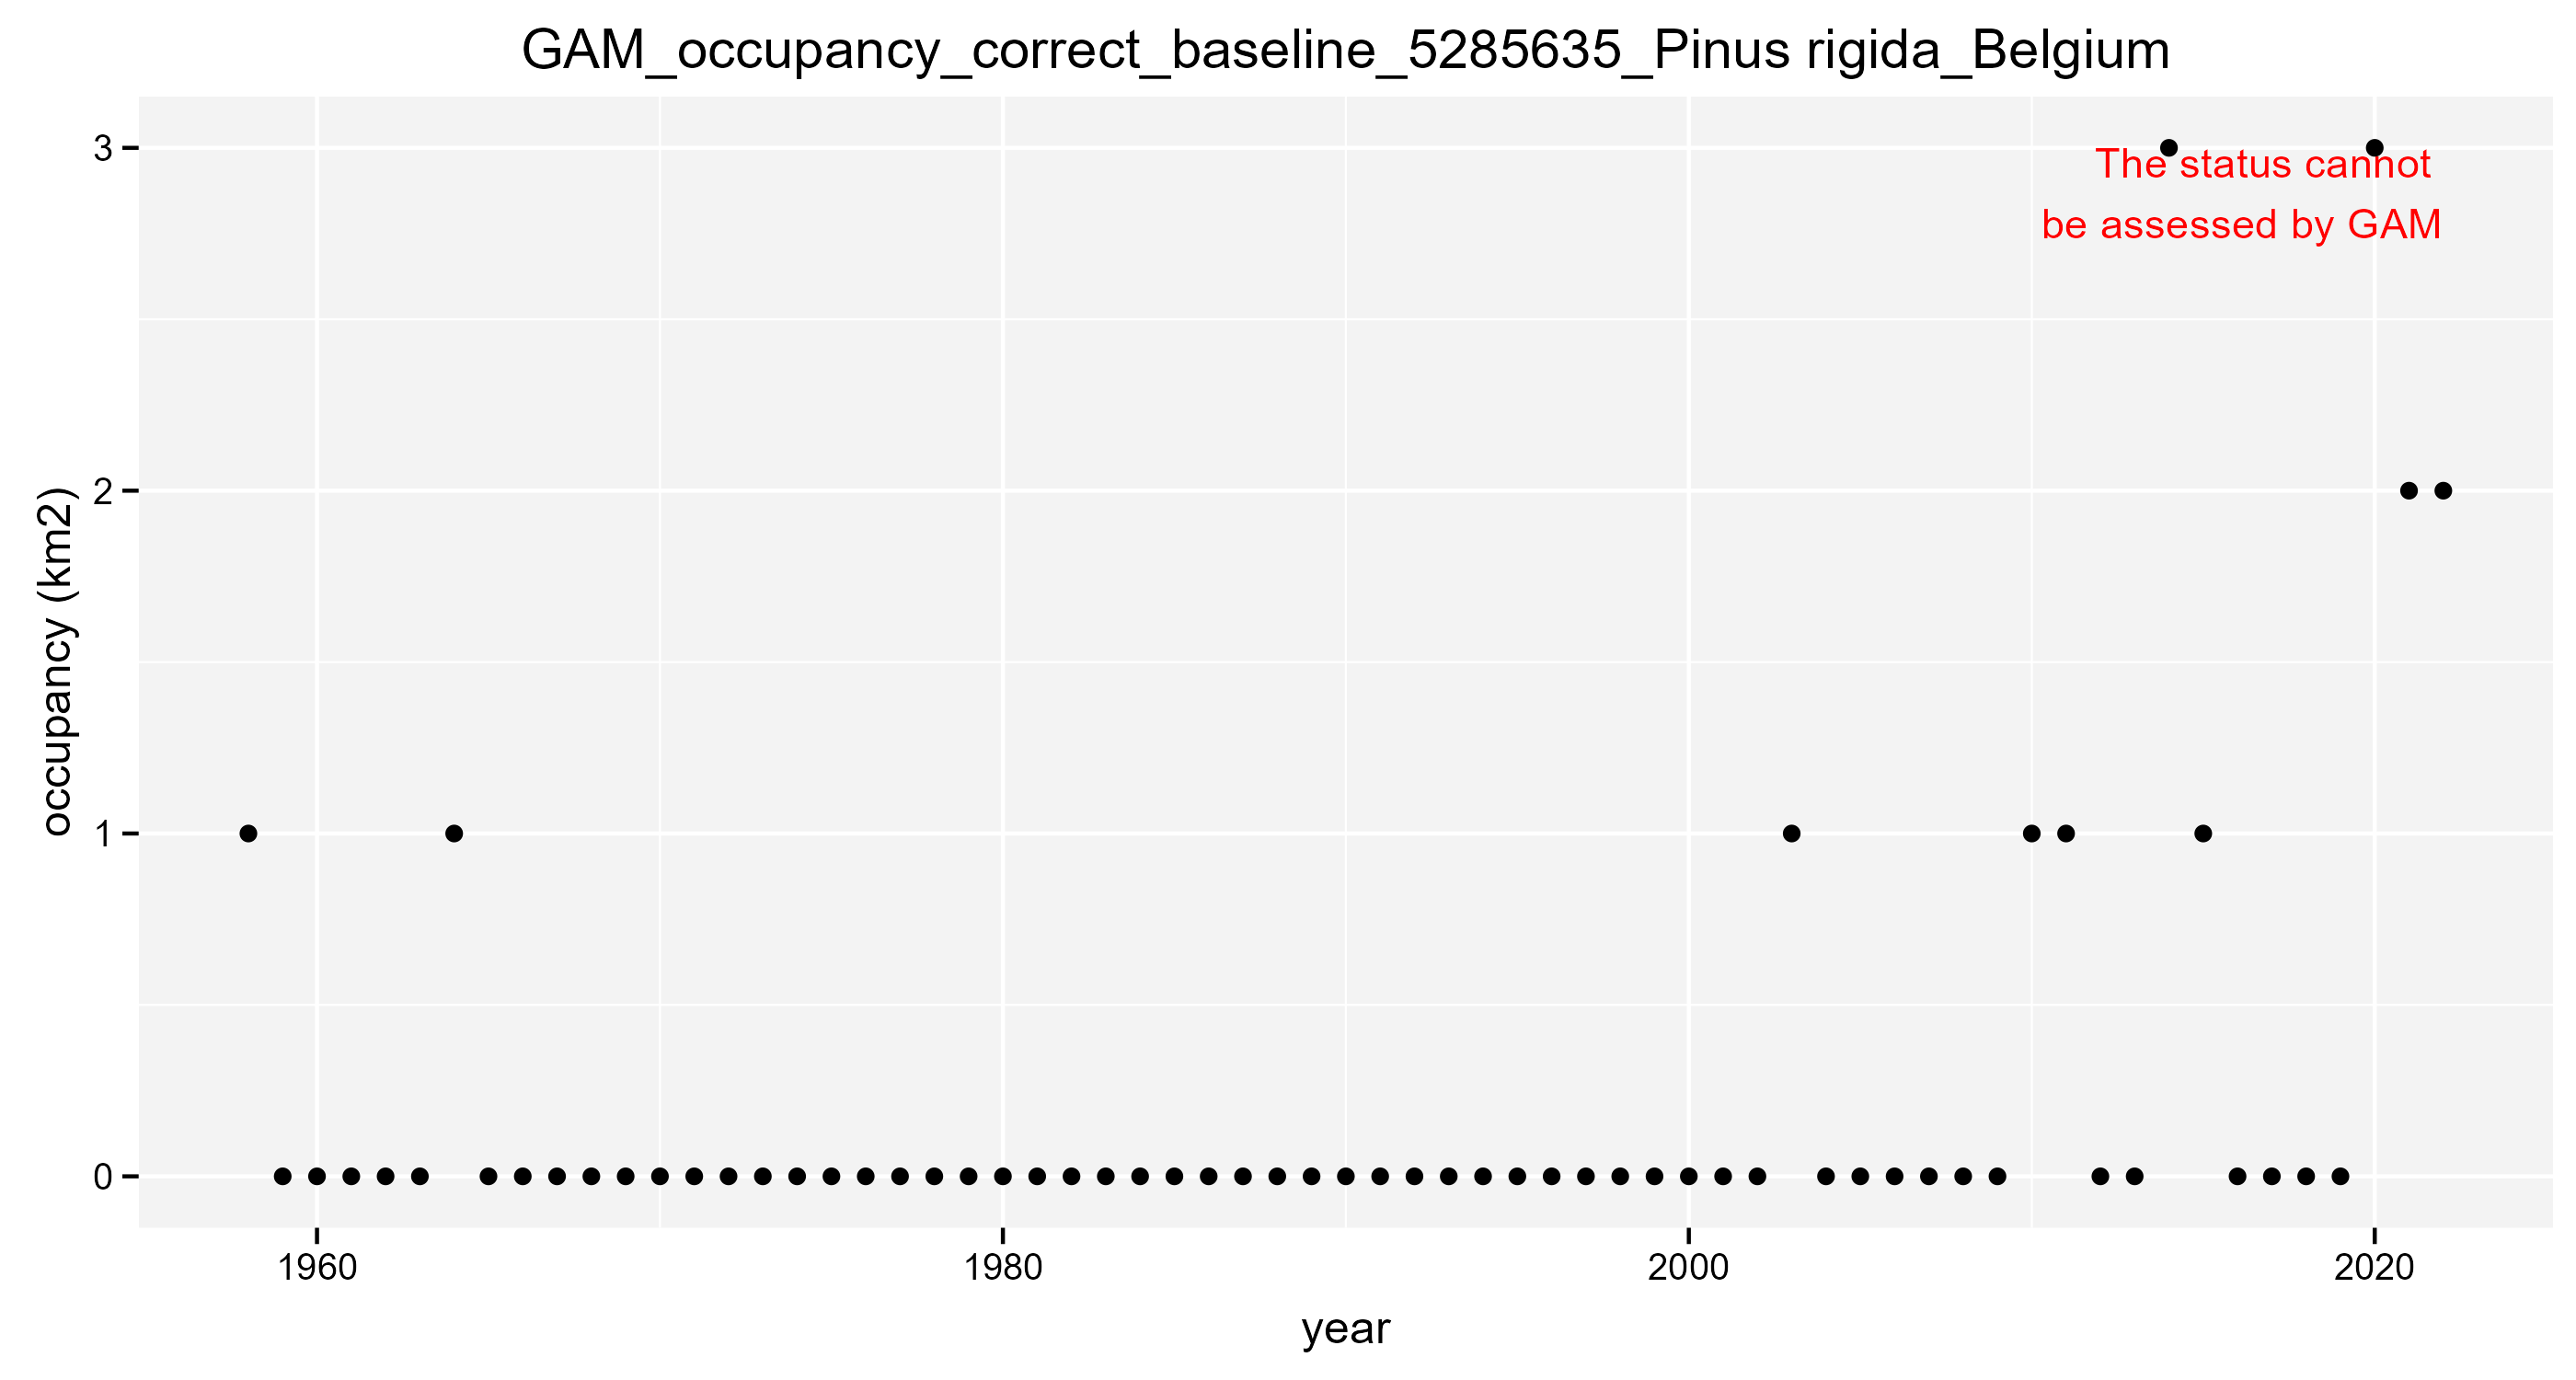 GAM_occupancy_correct_baseline_5285635_Pinus rigida_Belgium
3
The status cannot
be assessed by GAM
2
occupancy (km2)
1
0
1960 1980 2000 2020
year